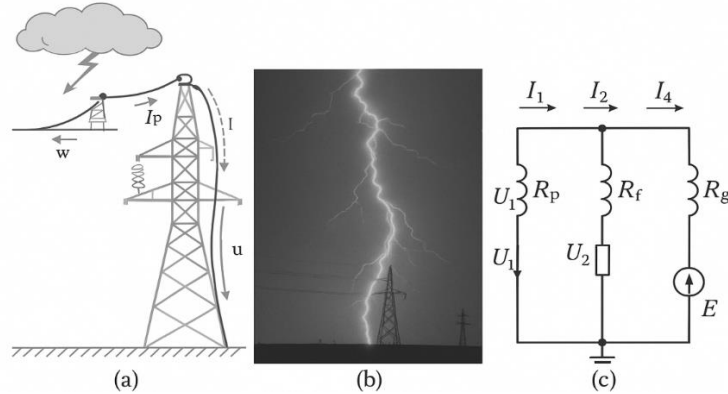 I_p
w
I
u
(a)
(b)
I_1 I_2 I_4
U_1 R_p R_f R_g
U_1 U_2 E
(c)